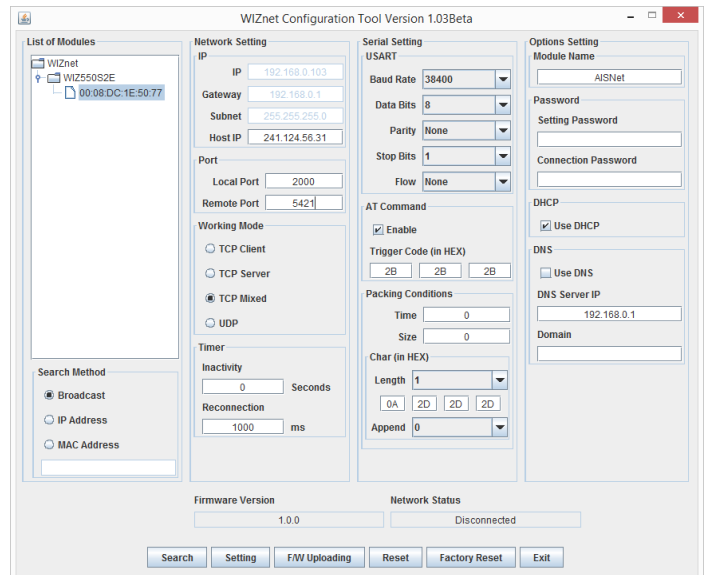 WIZnet Configuration Tool Version 1.03Beta
List of Modules
WIZnet
WIZ550S2E
00:08:DC:1E:50:77
Search Method
Broadcast
IP Address
MAC Address
Network Setting
IP
IP 192.168.0.103
Gateway 192.168.0.1
Subnet 255.255.255.0
Host IP 241.124.56.31
Port
Local Port 2000
Remote Port 5421
Working Mode
TCP Client
TCP Server
TCP Mixed
UDP
Timer
Inactivity
0 Seconds
Reconnection
1000 ms
Serial Setting
USART
Baud Rate 38400
Data Bits 8
Parity None
Stop Bits 1
Flow None
AT Command
Enable
Trigger Code (in HEX)
2B 2B 2B
Packing Conditions
Time 0
Size 0
Char (in HEX)
Length 1
0A 2D 2D 2D
Append 0
Options Setting
Module Name
AISNet
Password
Setting Password
Connection Password
DHCP
Use DHCP
DNS
Use DNS
DNS Server IP
192.168.0.1
Domain
Firmware Version
1.0.0
Network Status
Disconnected
Search Setting F/W Uploading Reset Factory Reset Exit